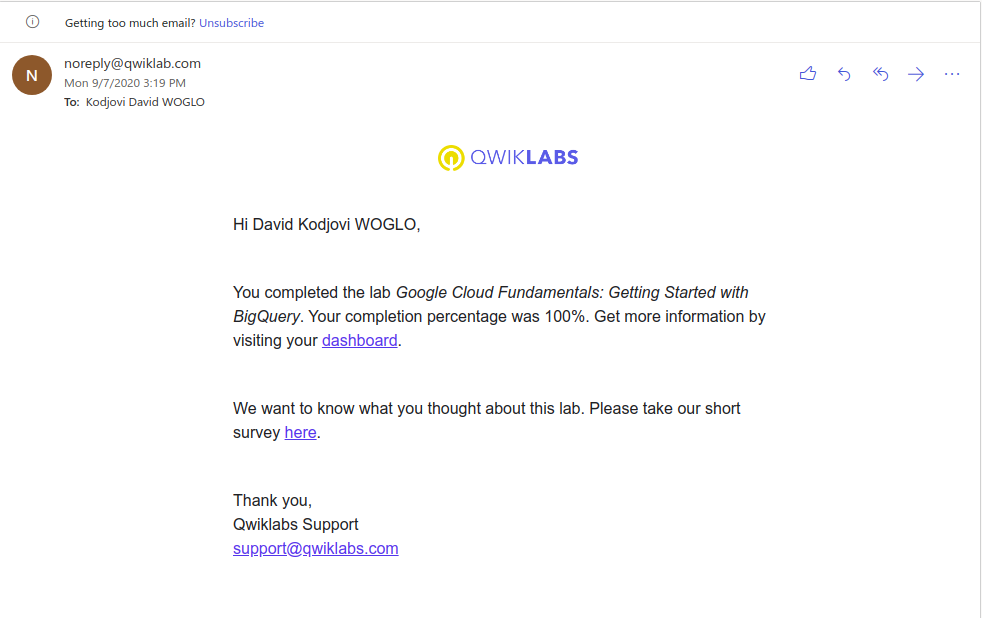 Getting too much email? Unsubscribe
N
noreply@qwiklab.com
Mon 9/7/2020 3:19 PM
To: Kodjovi David WOGLO
QWIKLABS
Hi David Kodjovi WOGLO,
You completed the lab Google Cloud Fundamentals: Getting Started with
BigQuery. Your completion percentage was 100%. Get more information by
visiting your dashboard.
We want to know what you thought about this lab. Please take our short
survey here.
Thank you,
Qwiklabs Support
support@qwiklabs.com